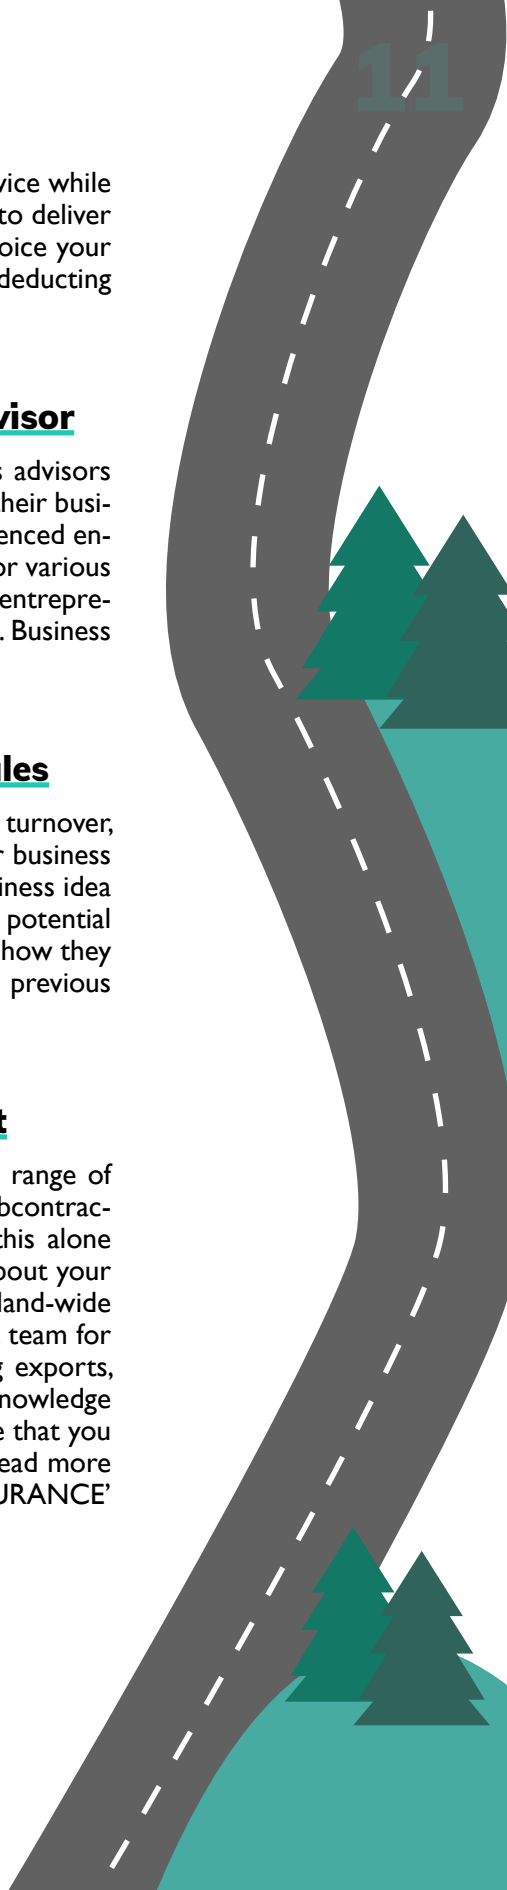 11
vice while
to deliver
oice your
deducting
visor
s advisors
heir busi-
enced en-
or various
entrepre-
. Business
les
turnover,
r business
iness idea
potential
how they
previous
t
range of
bcontrac-
this alone
bout your
land-wide
team for
g exports,
nowledge
e that you
ead more
URANCE’